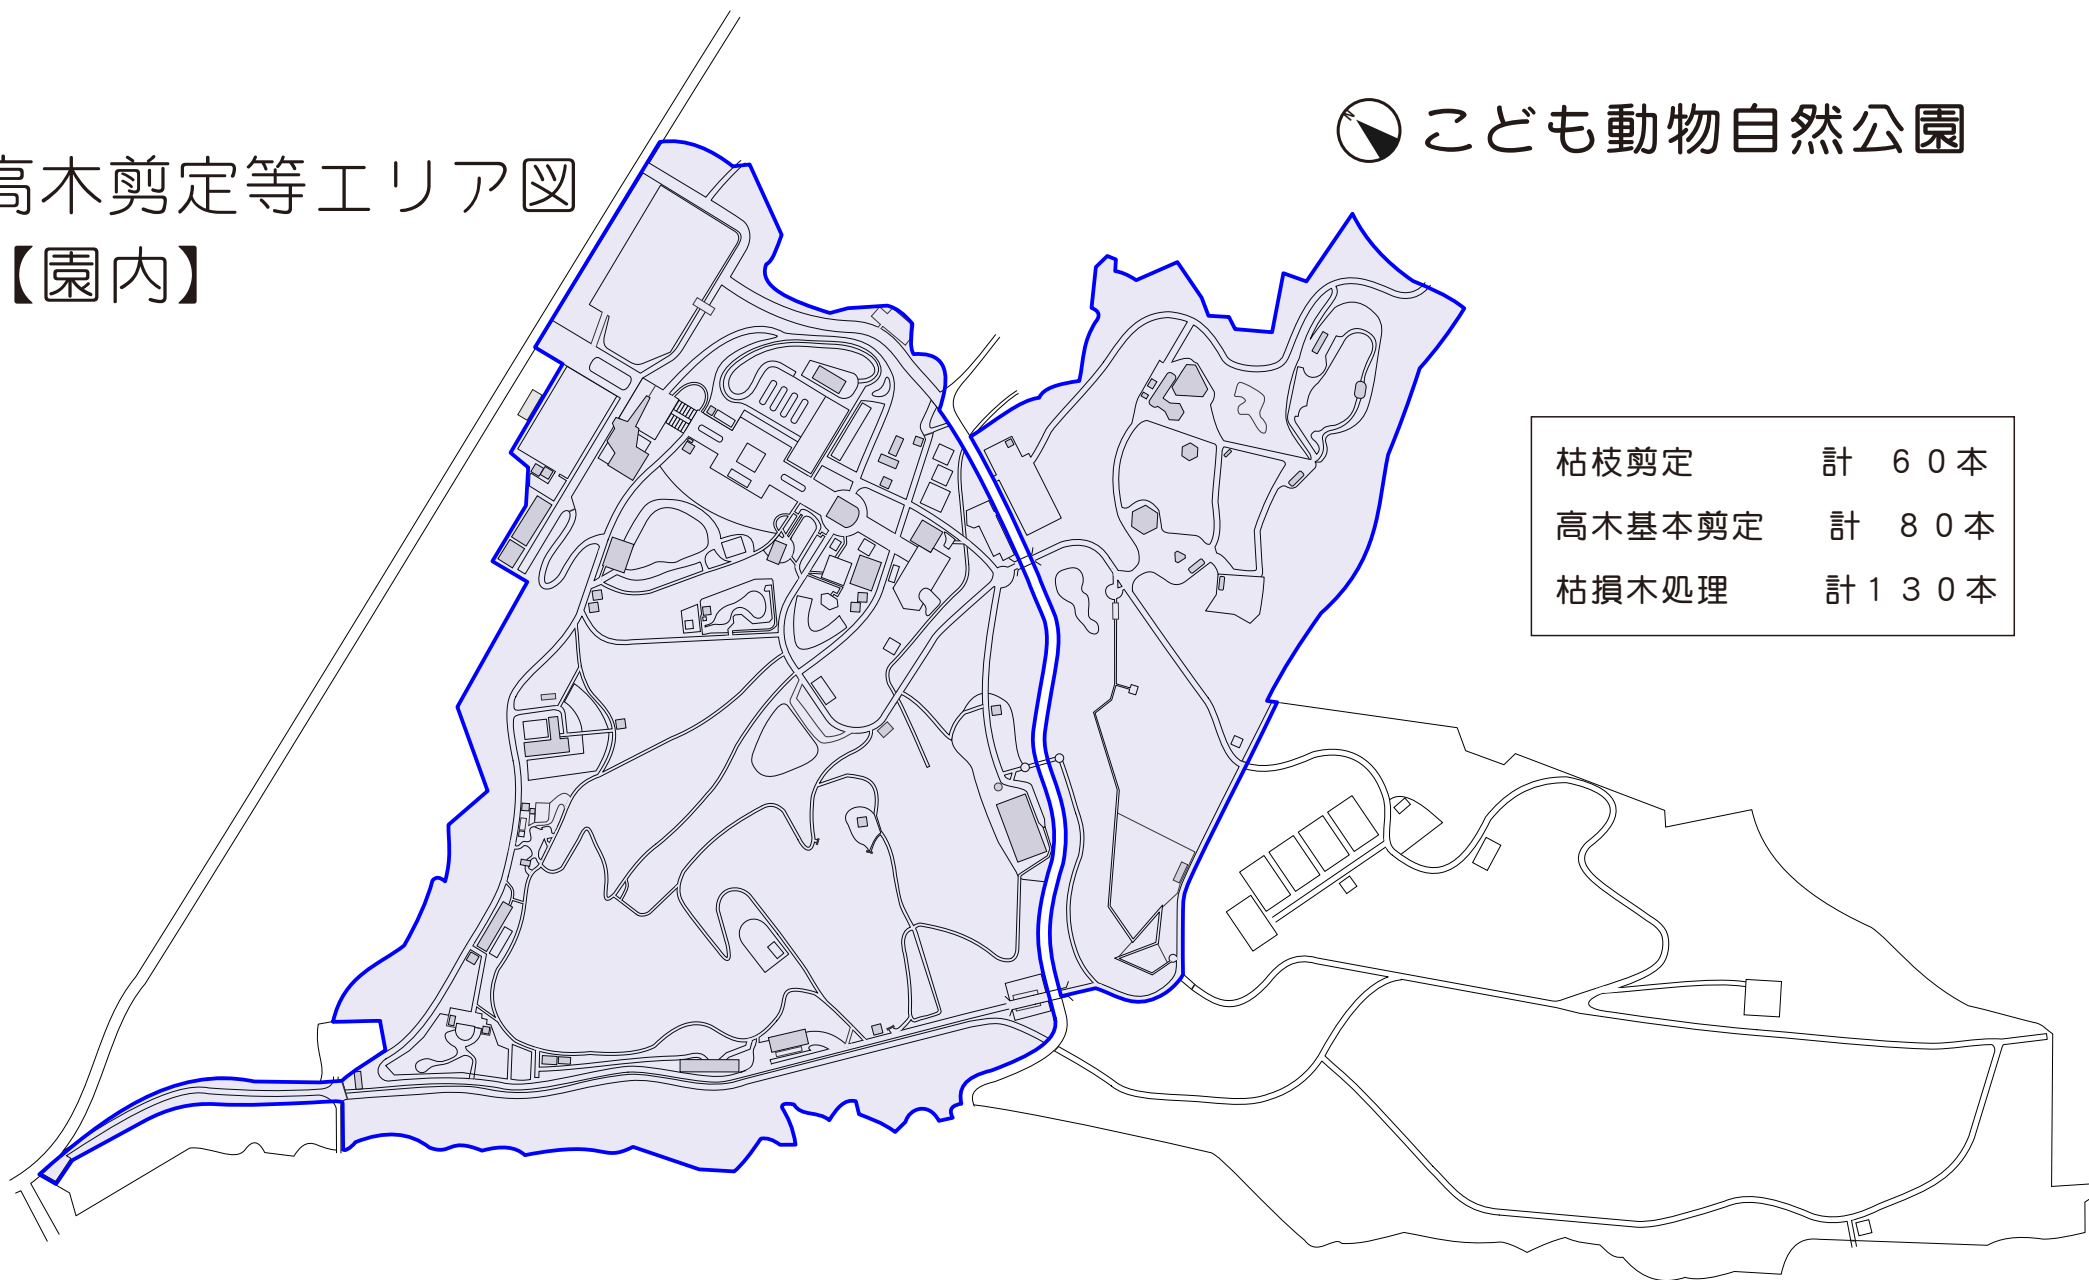 こども動物自然公園
高木剪定等エリア図
【園内】
枯枝剪定 計 60本
高木基本剪定 計 80本
枯損木処理 計130本
N